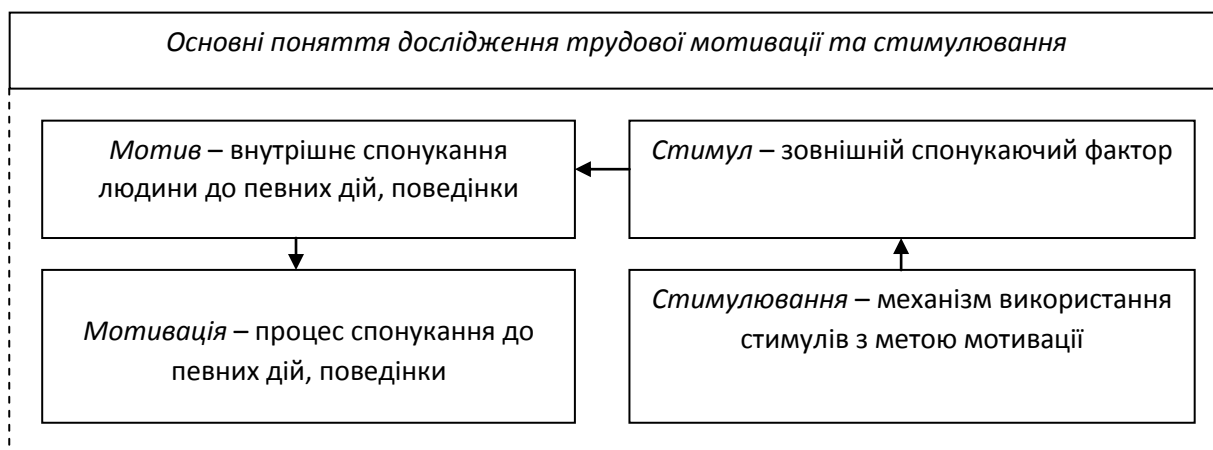 Основні поняття дослідження трудової мотивації та стимулювання
Мотив – внутрішнє спонукання
людини до певних дій, поведінки
Стимул – зовнішній спонукаючий фактор
Мотивація – процес спонукання до
певних дій, поведінки
Стимулювання – механізм використання
стимулів з метою мотивації